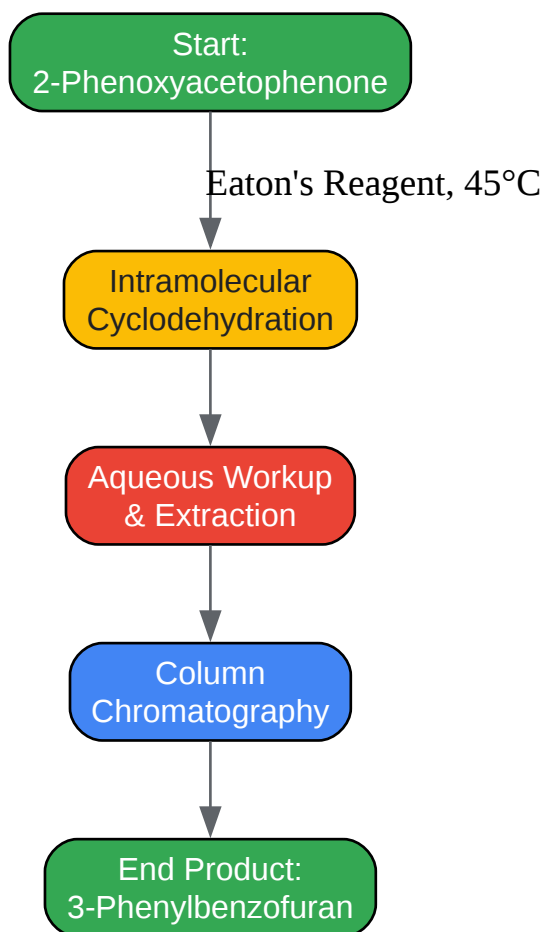 Start:
2-Phenoxyacetophenone
Eaton's Reagent, 45°C
Intramolecular
Cyclodehydration
Aqueous Workup
& Extraction
Column
Chromatography
End Product:
3-Phenylbenzofuran